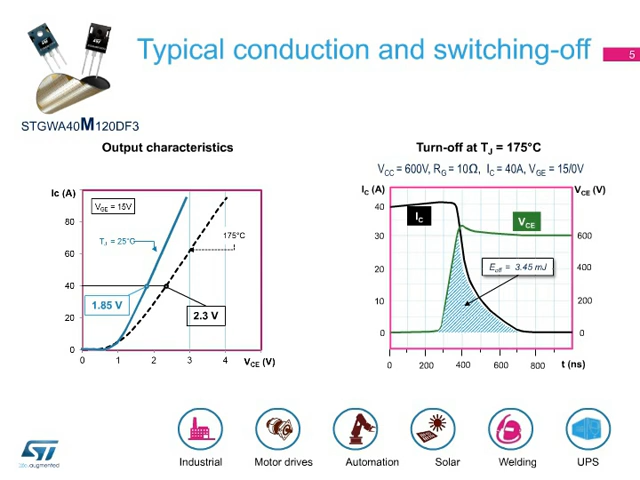 Typical conduction and switching-off
5
STGWA40M120DF3
Output characteristics
Turn-off at TJ = 175°C
VCC = 600V, RG = 10Ω, IC = 40A, VGE = 15/0V
Ic (A)
VGE = 15V
80
60
40
20
0
TJ = 25°C
175°C
1.85 V
2.3 V
0 1 2 3 4 VCE (V)
IC (A)
VCE (V)
40
30
20
10
0
IC
VCE
Eoff = 3.45 mJ
600
400
200
0
0 200 400 600 800 t (ns)
ST
life.augmented
Industrial
Motor drives
Automation
Solar
Welding
UPS